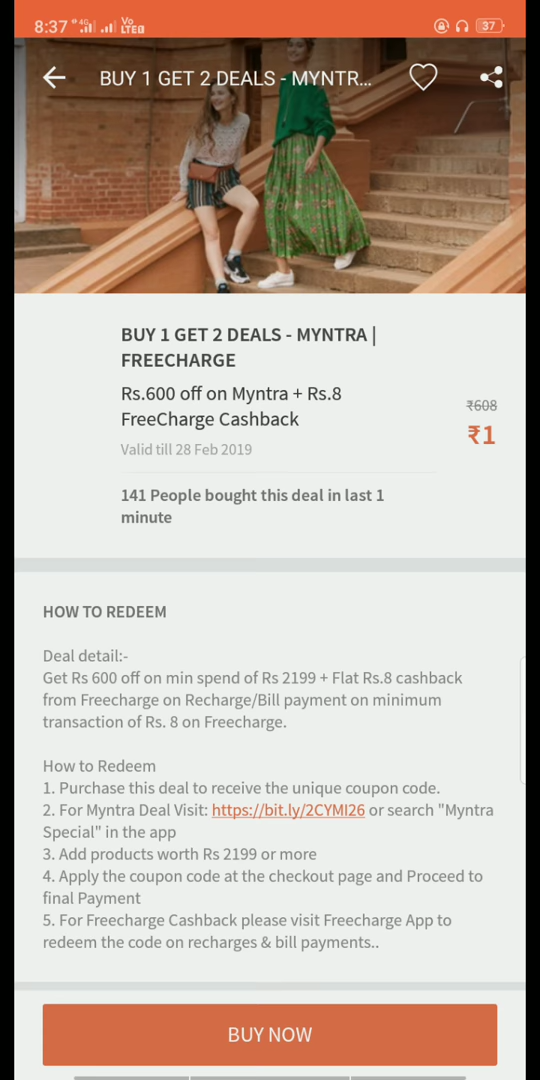 8:37 4G Vo LTE 37
BUY 1 GET 2 DEALS - MYNTR...
BUY 1 GET 2 DEALS - MYNTRA |
FREECHARGE
Rs.600 off on Myntra + Rs.8
FreeCharge Cashback
₹608
₹1
Valid till 28 Feb 2019
141 People bought this deal in last 1
minute
HOW TO REDEEM
Deal detail:-
Get Rs 600 off on min spend of Rs 2199 + Flat Rs.8 cashback
from Freecharge on Recharge/Bill payment on minimum
transaction of Rs. 8 on Freecharge.
How to Redeem
1. Purchase this deal to receive the unique coupon code.
2. For Myntra Deal Visit: https://bit.ly/2CYMI26 or search "Myntra
Special" in the app
3. Add products worth Rs 2199 or more
4. Apply the coupon code at the checkout page and Proceed to
final Payment
5. For Freecharge Cashback please visit Freecharge App to
redeem the code on recharges & bill payments..
BUY NOW